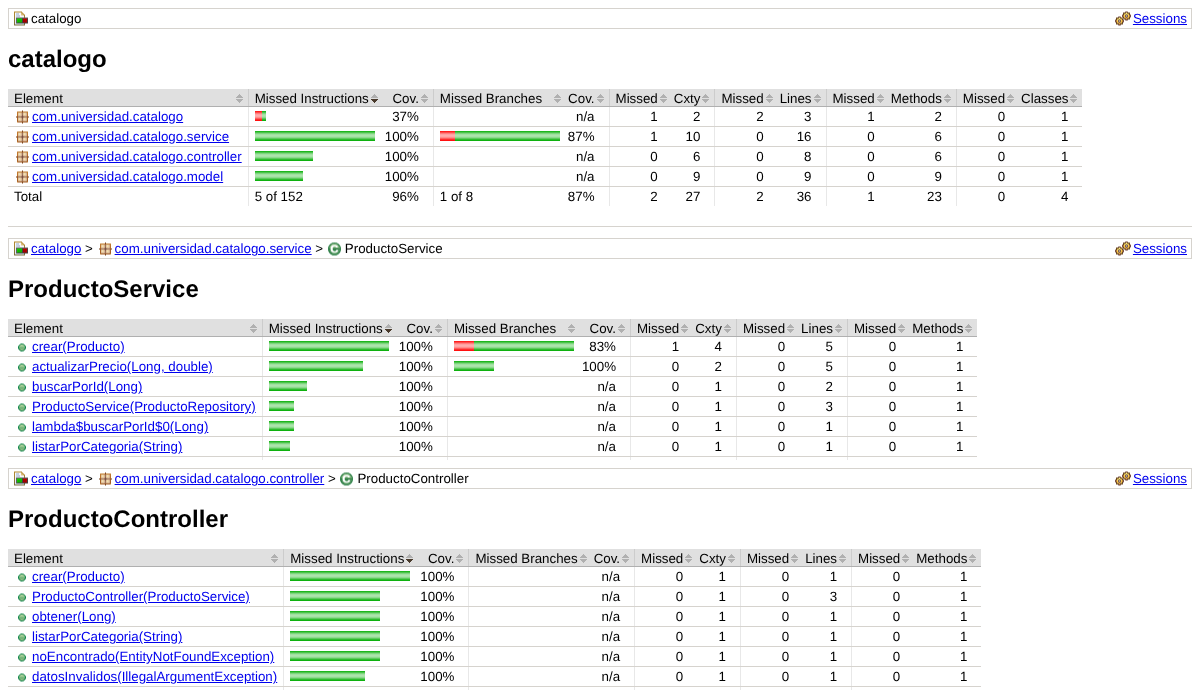 catalogo Sessions
catalogo
Element Missed Instructions Cov. Missed Branches Cov. Missed Cxty Missed Lines Missed Methods Missed Classes
com.universidad.catalogo 37% n/a 1 2 2 3 1 2 0 1
com.universidad.catalogo.service 100% 87% 1 10 0 16 0 6 0 1
com.universidad.catalogo.controller 100% n/a 0 6 0 8 0 6 0 1
com.universidad.catalogo.model 100% n/a 0 9 0 9 0 9 0 1
Total 5 of 152 96% 1 of 8 87% 2 27 2 36 1 23 0 4
catalogo > com.universidad.catalogo.service > ProductoService Sessions
ProductoService
Element Missed Instructions Cov. Missed Branches Cov. Missed Cxty Missed Lines Missed Methods
crear(Producto) 100% 83% 1 4 0 5 0 1
actualizarPrecio(Long, double) 100% 100% 0 2 0 5 0 1
buscarPorId(Long) 100% n/a 0 1 0 2 0 1
ProductoService(ProductoRepository) 100% n/a 0 1 0 3 0 1
lambda$buscarPorId$0(Long) 100% n/a 0 1 0 1 0 1
listarPorCategoria(String) 100% n/a 0 1 0 1 0 1
catalogo > com.universidad.catalogo.controller > ProductoController Sessions
ProductoController
Element Missed Instructions Cov. Missed Branches Cov. Missed Cxty Missed Lines Missed Methods
crear(Producto) 100% n/a 0 1 0 1 0 1
ProductoController(ProductoService) 100% n/a 0 1 0 3 0 1
obtener(Long) 100% n/a 0 1 0 1 0 1
listarPorCategoria(String) 100% n/a 0 1 0 1 0 1
noEncontrado(EntityNotFoundException) 100% n/a 0 1 0 1 0 1
datosInvalidos(IllegalArgumentException) 100% n/a 0 1 0 1 0 1